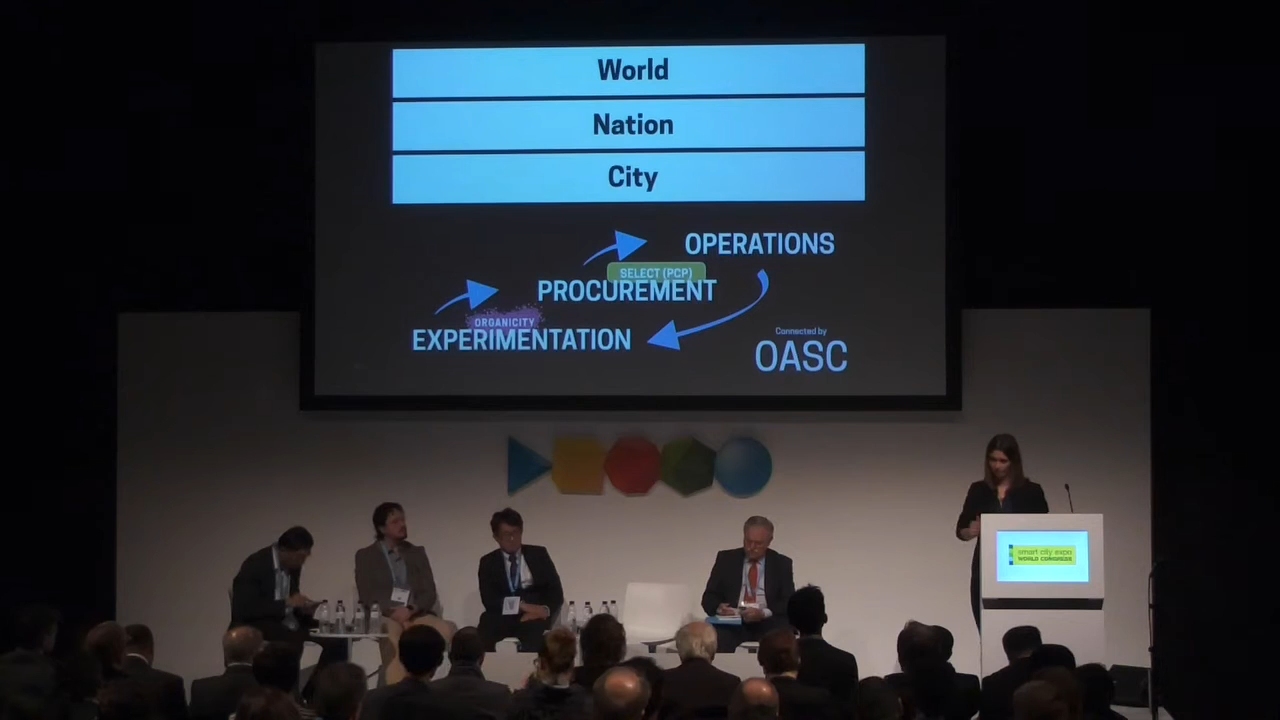 World
Nation
City
OPERATIONS
SELECT (PCP)
PROCUREMENT
ORGANICITY
EXPERIMENTATION
Connected by
OASC
smart city expo
WORLD CONGRESS